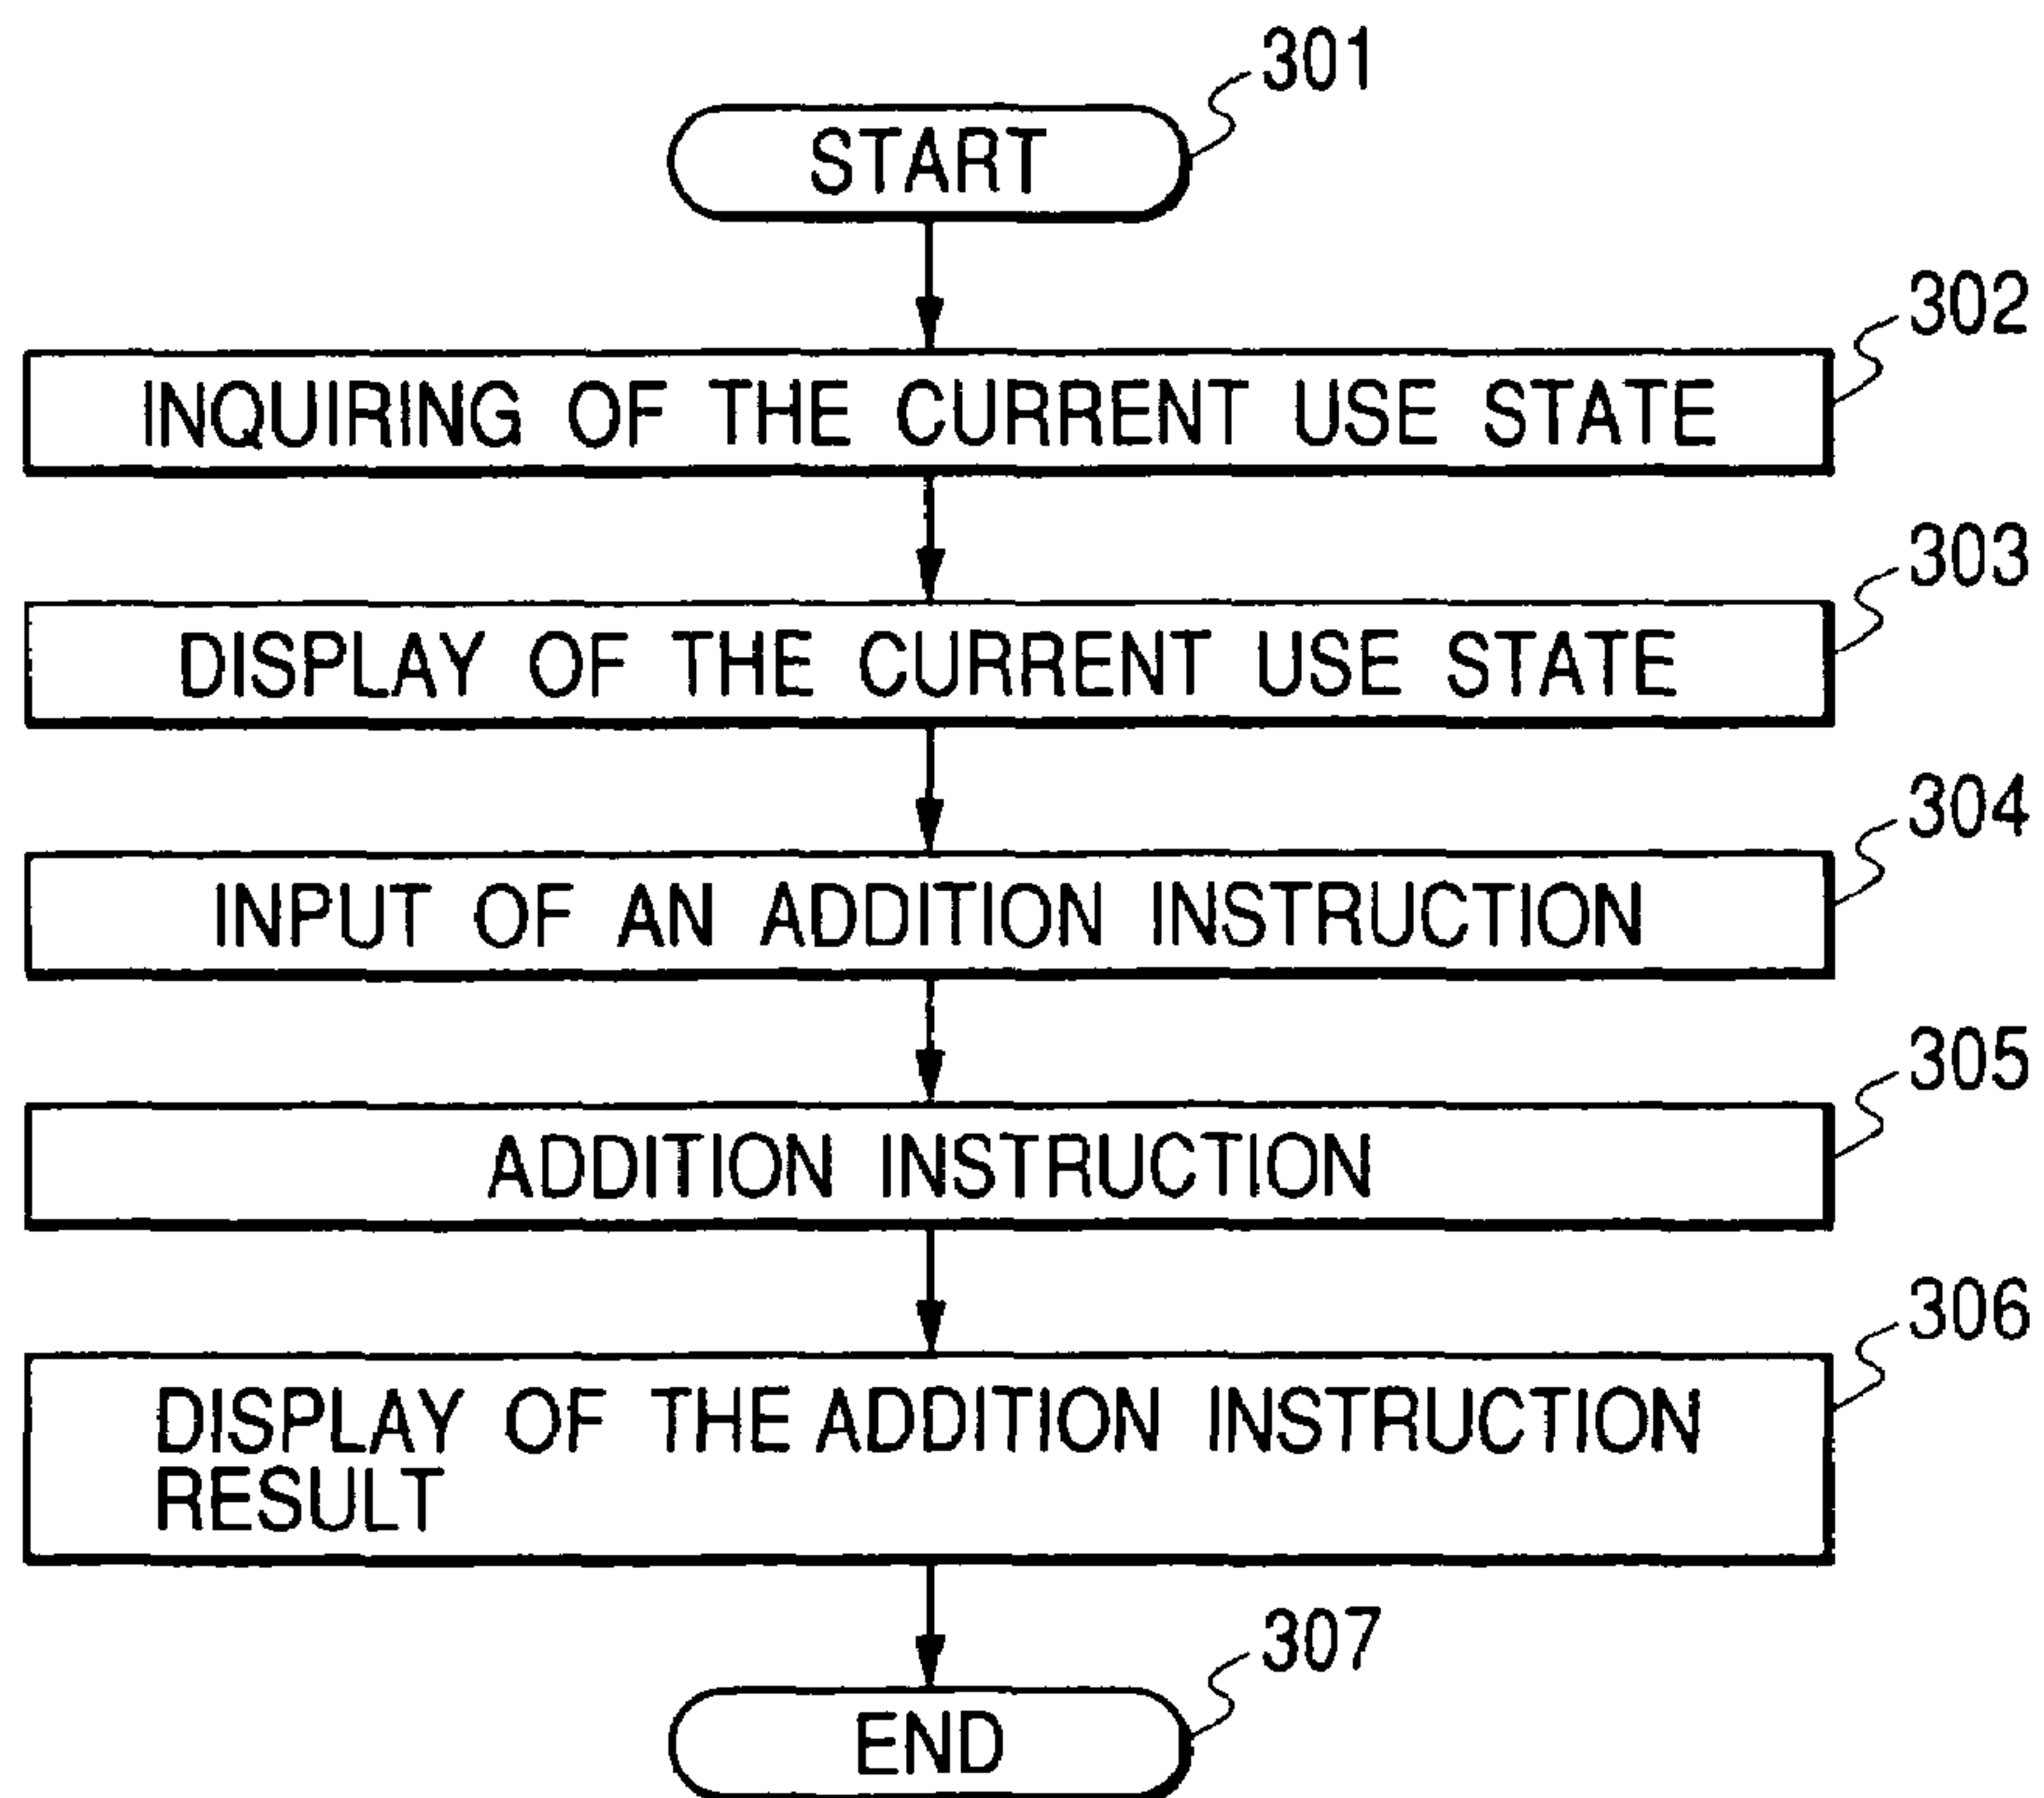 301
START
302
INQUIRING OF THE CURRENT USE STATE
303
DISPLAY OF THE CURRENT USE STATE
304
INPUT OF AN ADDITION INSTRUCTION
305
ADDITION INSTRUCTION
306
DISPLAY OF THE ADDITION INSTRUCTION
RESULT
307
END